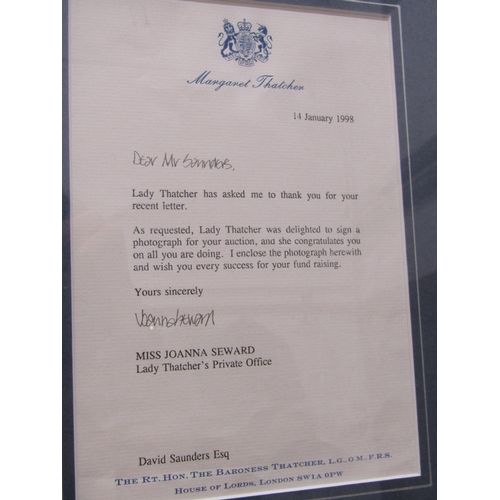 Margaret Thatcher
14 January 1998
Dear Mr Saunders,
Lady Thatcher has asked me to thank you for your
recent letter.
As requested, Lady Thatcher was delighted to sign a
photograph for your auction, and she congratulates you
on all you are doing. I enclose the photograph herewith
and wish you every success for your fund raising.
Yours sincerely
Joanna Seward
MISS JOANNA SEWARD
Lady Thatcher's Private Office
David Saunders Esq
THE RT. HON. THE BARONESS THATCHER, L.G., O.M., F.R.S.
HOUSE OF LORDS, LONDON SW1A 0PW